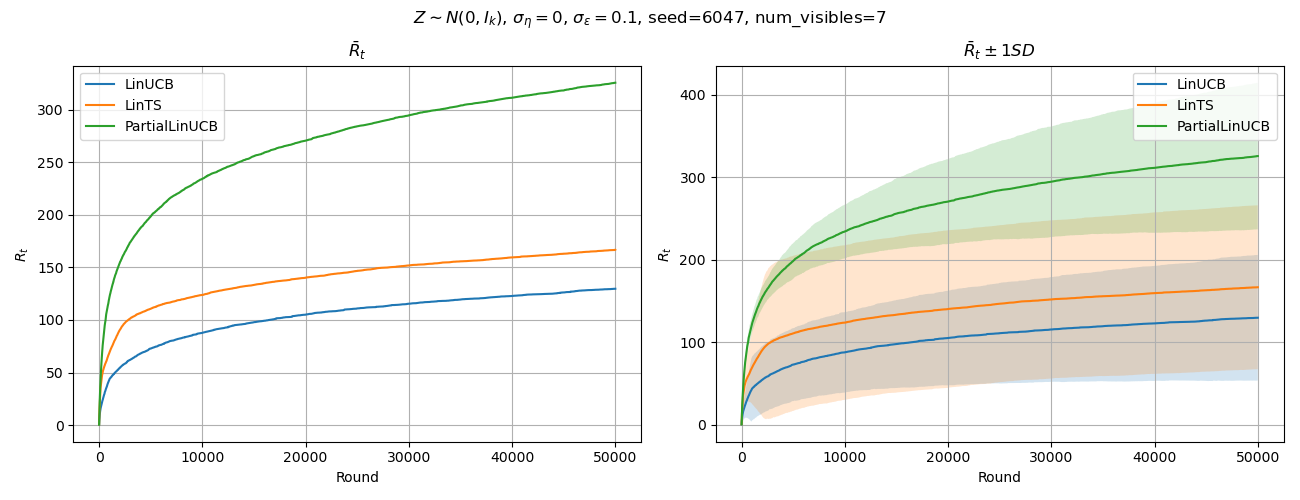 Z ~ N(0, I_k), σ_η = 0, σ_ε = 0.1, seed=6047, num_visibles=7
R̄_t
R_t
300
250
200
150
100
50
0
LinUCB
LinTS
PartialLinUCB
0 10000 20000 30000 40000 50000
Round
R̄_t ± 1SD
R_t
400
300
200
100
0
LinUCB
LinTS
PartialLinUCB
0 10000 20000 30000 40000 50000
Round